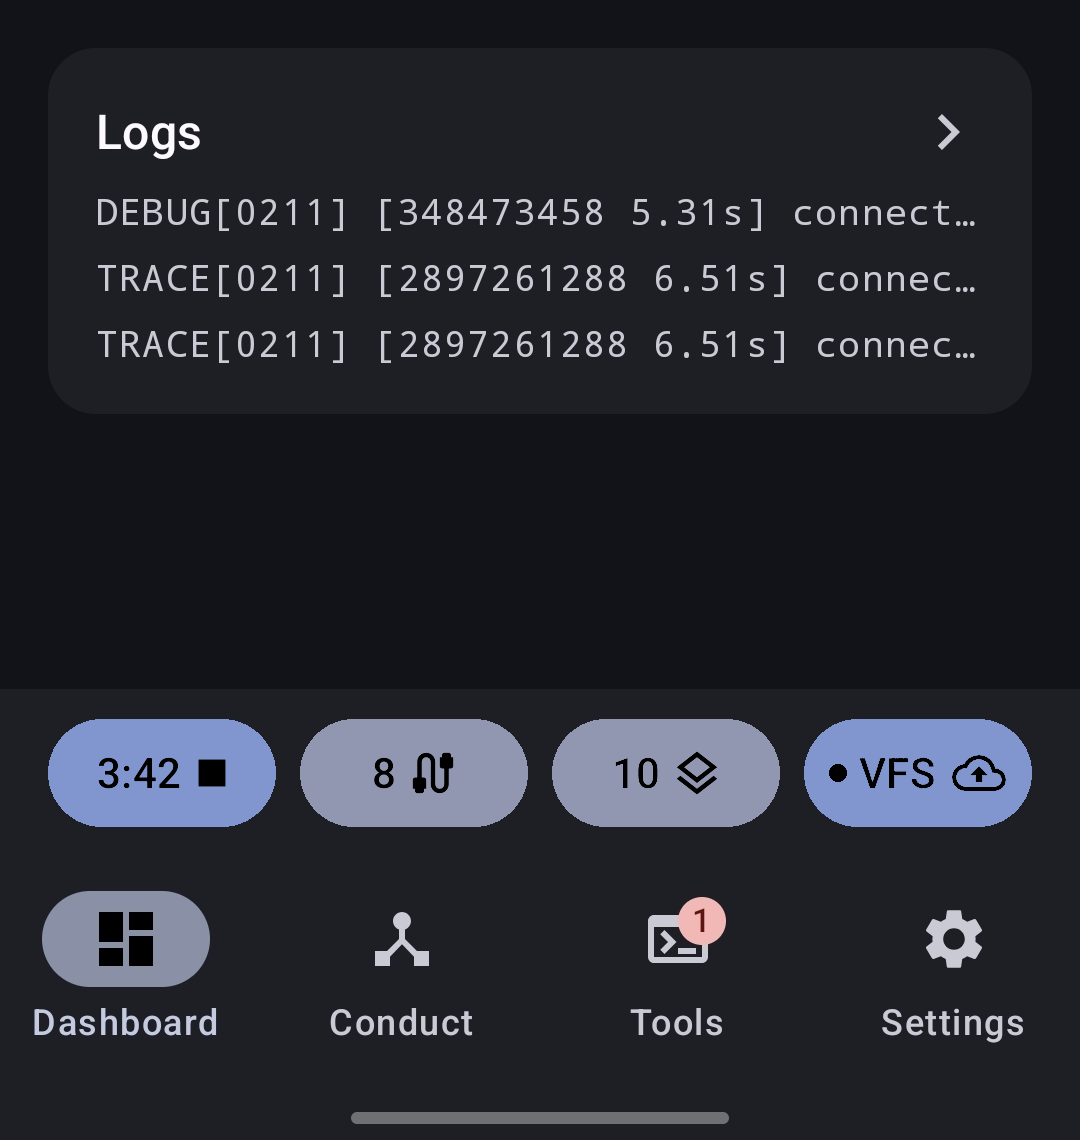 Logs
DEBUG[0211] [348473458 5.31s] connect…
TRACE[0211] [2897261288 6.51s] connec…
TRACE[0211] [2897261288 6.51s] connec…
3:42
8
10
VFS
1
Dashboard
Conduct
Tools
Settings